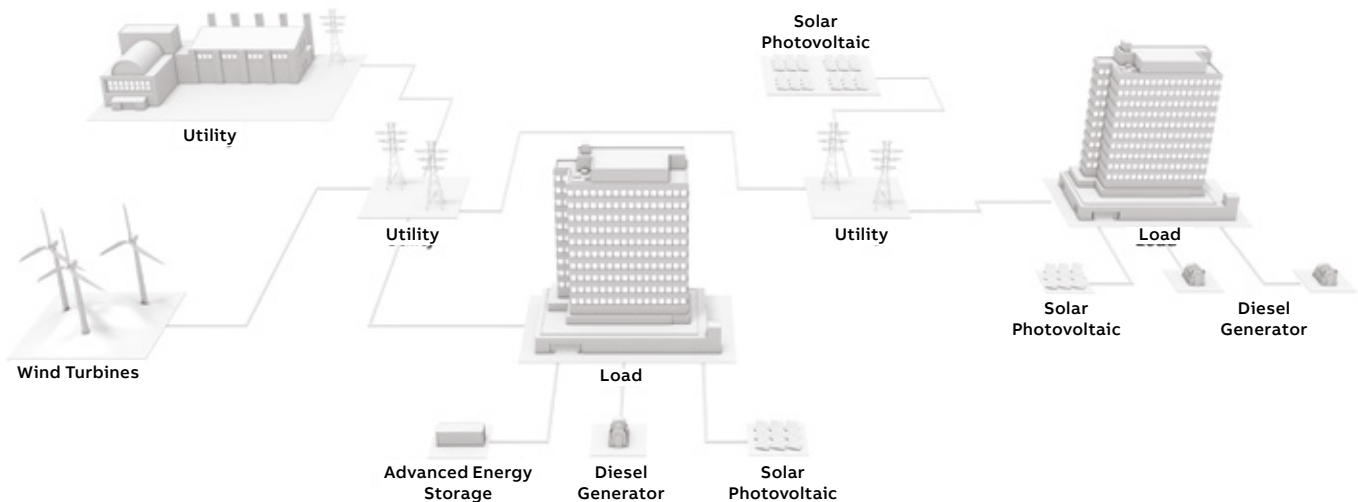 Solar
Photovoltaic
Utility
Utility
Utility
Load
Solar
Photovoltaic
Diesel
Generator
Wind Turbines
Load
Advanced Energy
Storage
Diesel
Generator
Solar
Photovoltaic